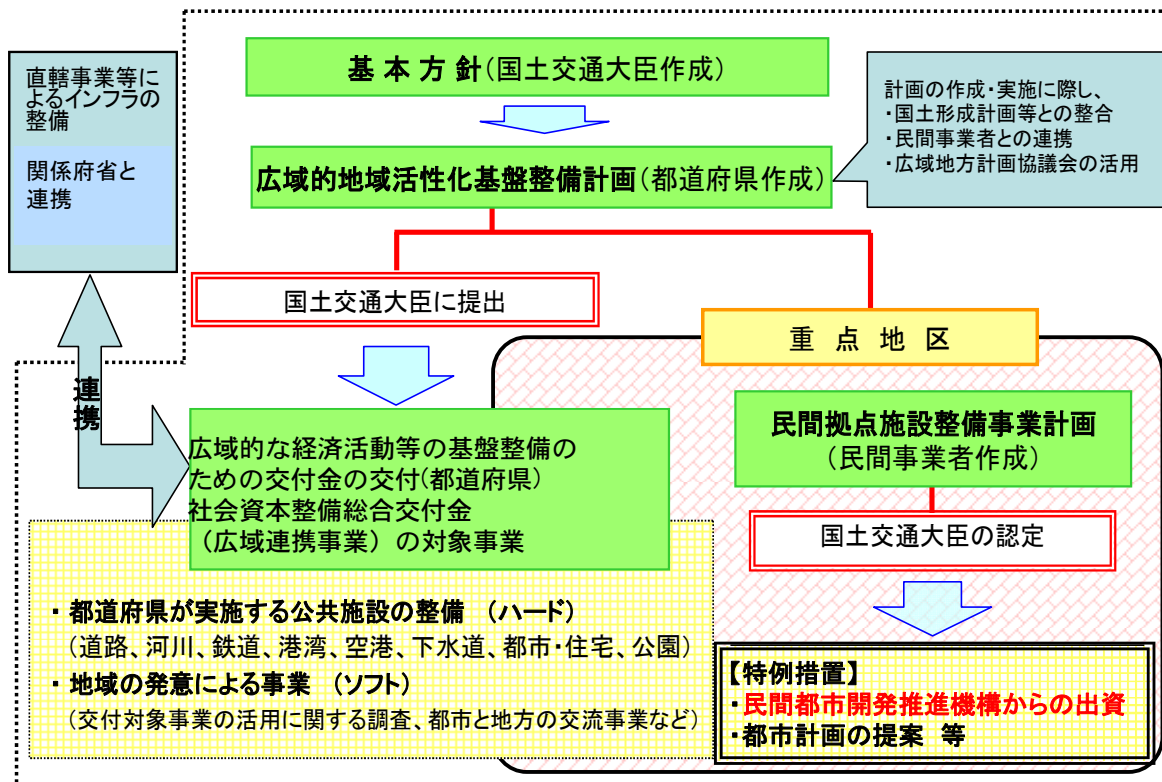 基 本 方 針(国土交通大臣作成)
直轄事業等に
よるインフラの
整備
関係府省と
連携
計画の作成・実施に際し、
・国土形成計画等との整合
・民間事業者との連携
・広域地方計画協議会の活用
広域的地域活性化基盤整備計画(都道府県作成)
国土交通大臣に提出
重 点 地 区
連
携
広域的な経済活動等の基盤整備の
ための交付金の交付(都道府県)
社会資本整備総合交付金
（広域連携事業）の対象事業
民間拠点施設整備事業計画
(民間事業者作成)
国土交通大臣の認定
・ 都道府県が実施する公共施設の整備 （ハード）
(道路、河川、鉄道、港湾、空港、下水道、都市・住宅、公園)
・ 地域の発意による事業 （ソフト）
(交付対象事業の活用に関する調査、都市と地方の交流事業など)
【特例措置】
・民間都市開発推進機構からの出資
・都市計画の提案 等